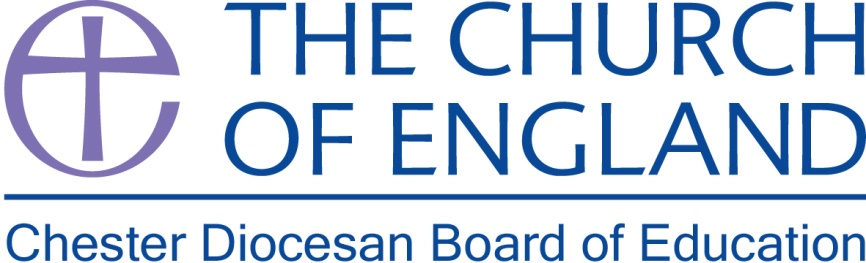 THE CHURCH
OF ENGLAND
Chester Diocesan Board of Education